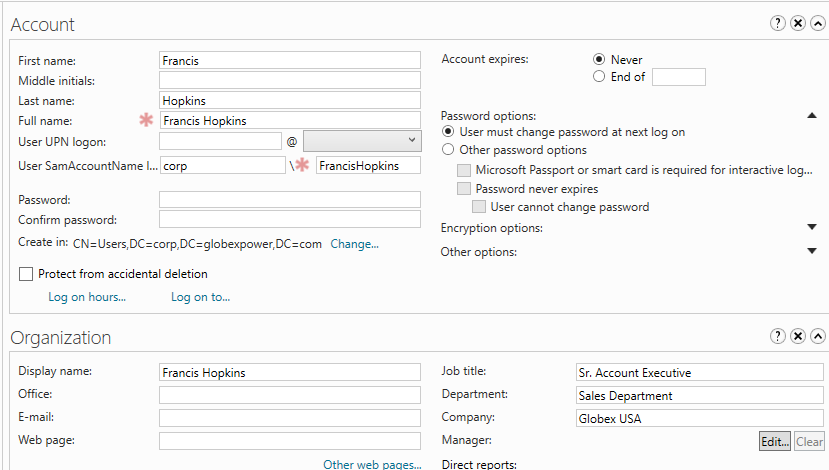 Account
First name: Francis
Middle initials:
Last name: Hopkins
Full name: * Francis Hopkins
User UPN logon: @
User SamAccountName l... corp \ * FrancisHopkins
Password:
Confirm password:
Create in: CN=Users,DC=corp,DC=globexpower,DC=com Change...
Protect from accidental deletion
Log on hours... Log on to...
Account expires: Never
End of
Password options:
User must change password at next log on
Other password options
Microsoft Passport or smart card is required for interactive log...
Password never expires
User cannot change password
Encryption options:
Other options:
Organization
Display name: Francis Hopkins
Office:
E-mail:
Web page:
Other web pages...
Job title: Sr. Account Executive
Department: Sales Department
Company: Globex USA
Manager: Edit... Clear
Direct reports: